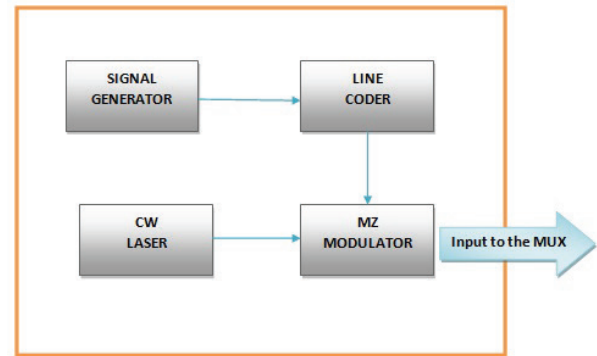 SIGNAL
GENERATOR
LINE
CODER
CW
LASER
MZ
MODULATOR
Input to the MUX